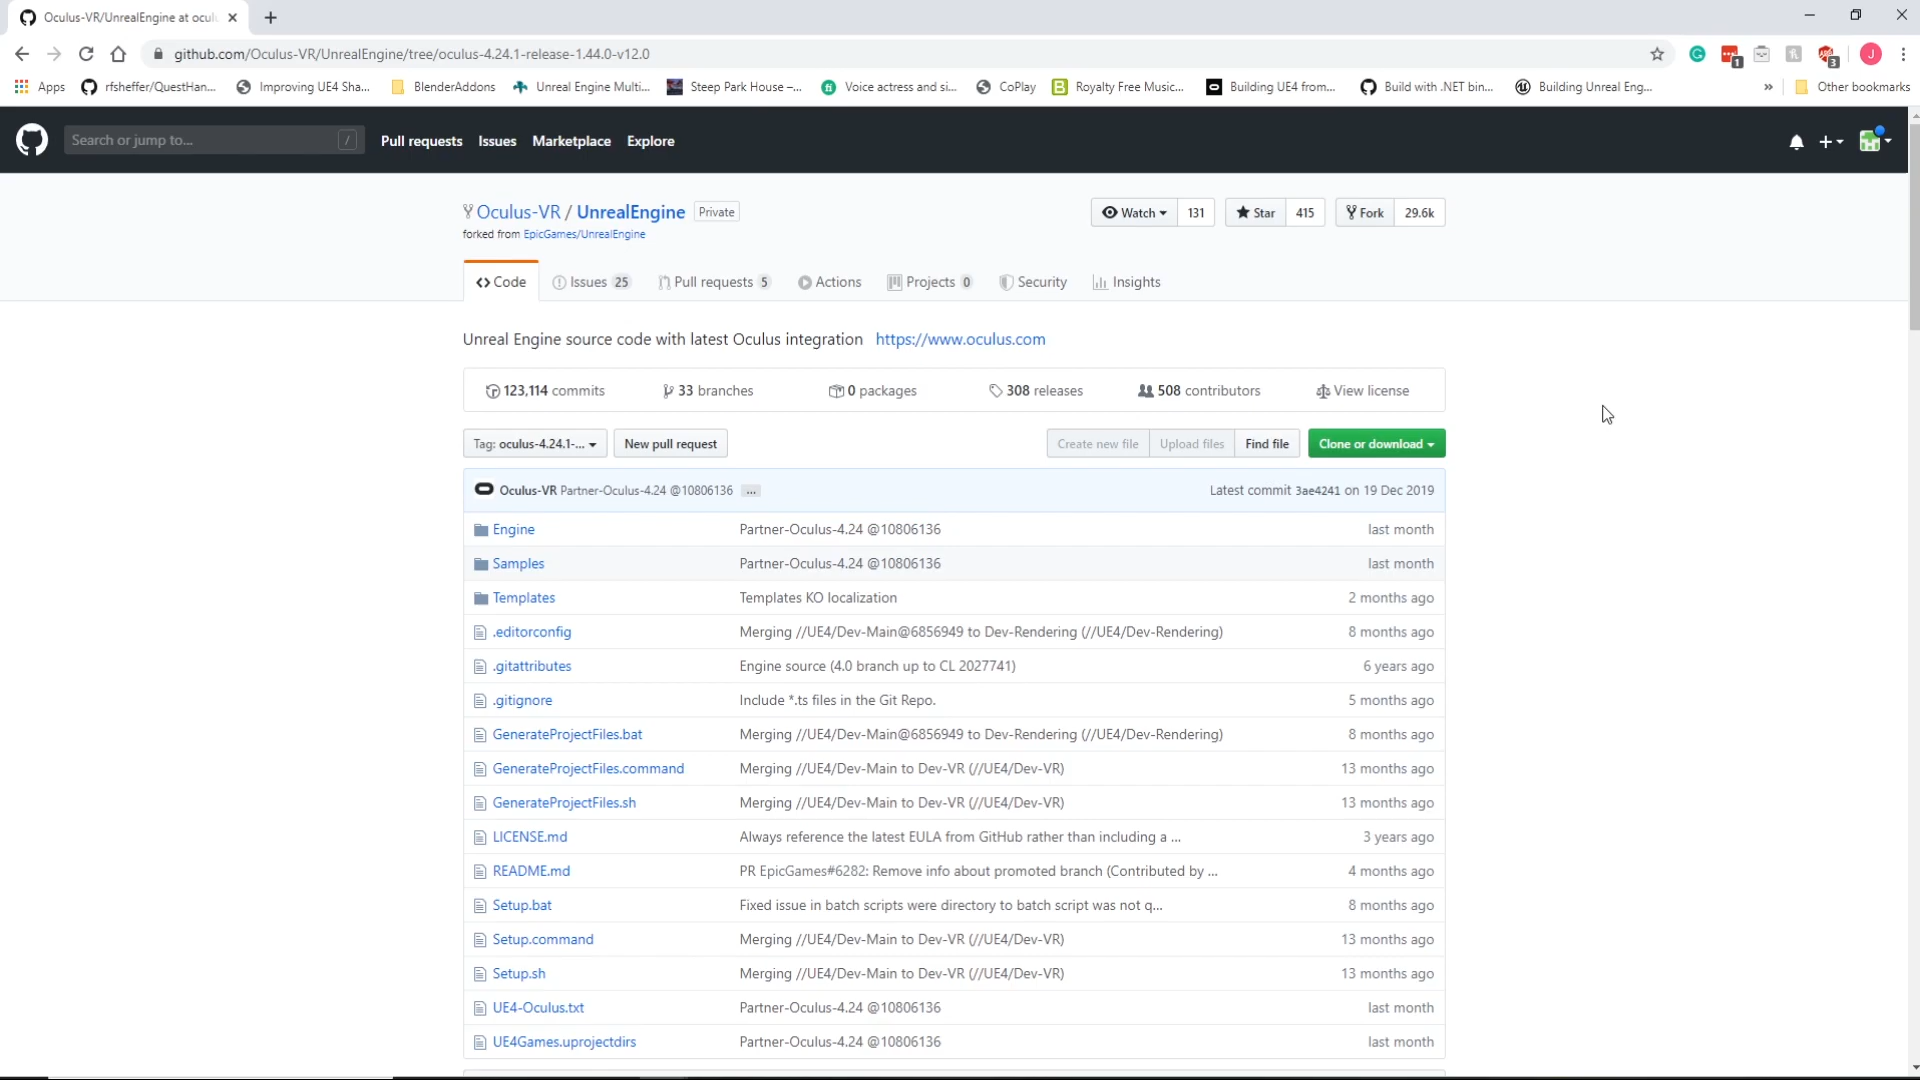 Oculus-VR/UnrealEngine at ocul
github.com/Oculus-VR/UnrealEngine/tree/oculus-4.24.1-release-1.44.0-v12.0
1
3
J
Apps rfsheffer/QuestHan... Improving UE4 Sha... BlenderAddons Unreal Engine Multi... Steep Park House –... Voice actress and si... CoPlay Royalty Free Music... Building UE4 from... Build with .NET bin... Building Unreal Eng... » Other bookmarks
Search or jump to... / Pull requests Issues Marketplace Explore
Oculus-VR / UnrealEngine Private Watch 131 Star 415 Fork 29.6k
forked from EpicGames/UnrealEngine
Code Issues 25 Pull requests 5 Actions Projects 0 Security Insights
Unreal Engine source code with latest Oculus integration https://www.oculus.com
123,114 commits 33 branches 0 packages 308 releases 508 contributors View license
Tag: oculus-4.24.1-... New pull request Create new file Upload files Find file Clone or download
Oculus-VR Partner-Oculus-4.24 @10806136 ... Latest commit 3ae4241 on 19 Dec 2019
Engine Partner-Oculus-4.24 @10806136 last month
Samples Partner-Oculus-4.24 @10806136 last month
Templates Templates KO localization 2 months ago
.editorconfig Merging //UE4/Dev-Main@6856949 to Dev-Rendering (//UE4/Dev-Rendering) 8 months ago
.gitattributes Engine source (4.0 branch up to CL 2027741) 6 years ago
.gitignore Include *.ts files in the Git Repo. 5 months ago
GenerateProjectFiles.bat Merging //UE4/Dev-Main@6856949 to Dev-Rendering (//UE4/Dev-Rendering) 8 months ago
GenerateProjectFiles.command Merging //UE4/Dev-Main to Dev-VR (//UE4/Dev-VR) 13 months ago
GenerateProjectFiles.sh Merging //UE4/Dev-Main to Dev-VR (//UE4/Dev-VR) 13 months ago
LICENSE.md Always reference the latest EULA from GitHub rather than including a ... 3 years ago
README.md PR EpicGames#6282: Remove info about promoted branch (Contributed by ... 4 months ago
Setup.bat Fixed issue in batch scripts were directory to batch script was not q... 8 months ago
Setup.command Merging //UE4/Dev-Main to Dev-VR (//UE4/Dev-VR) 13 months ago
Setup.sh Merging //UE4/Dev-Main to Dev-VR (//UE4/Dev-VR) 13 months ago
UE4-Oculus.txt Partner-Oculus-4.24 @10806136 last month
UE4Games.uprojectdirs Partner-Oculus-4.24 @10806136 last month